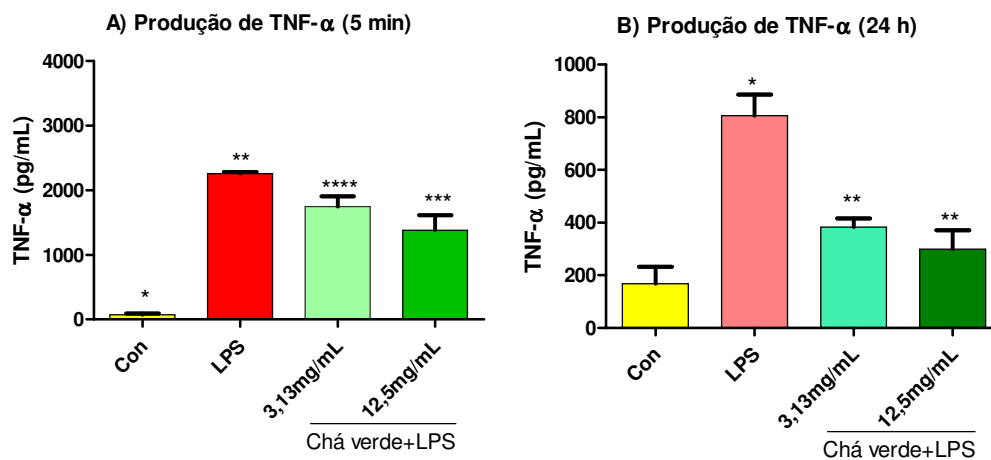 A) Produção de TNF-α (5 min)
TNF-α (pg/mL)
4000
3000
2000
1000
0
*
**
****
***
Con
LPS
3,13mg/mL
12,5mg/mL
Chá verde+LPS
B) Produção de TNF-α (24 h)
TNF-α (pg/mL)
1000
800
600
400
200
0
*
**
**
Con
LPS
3,13mg/mL
12,5mg/mL
Chá verde+LPS